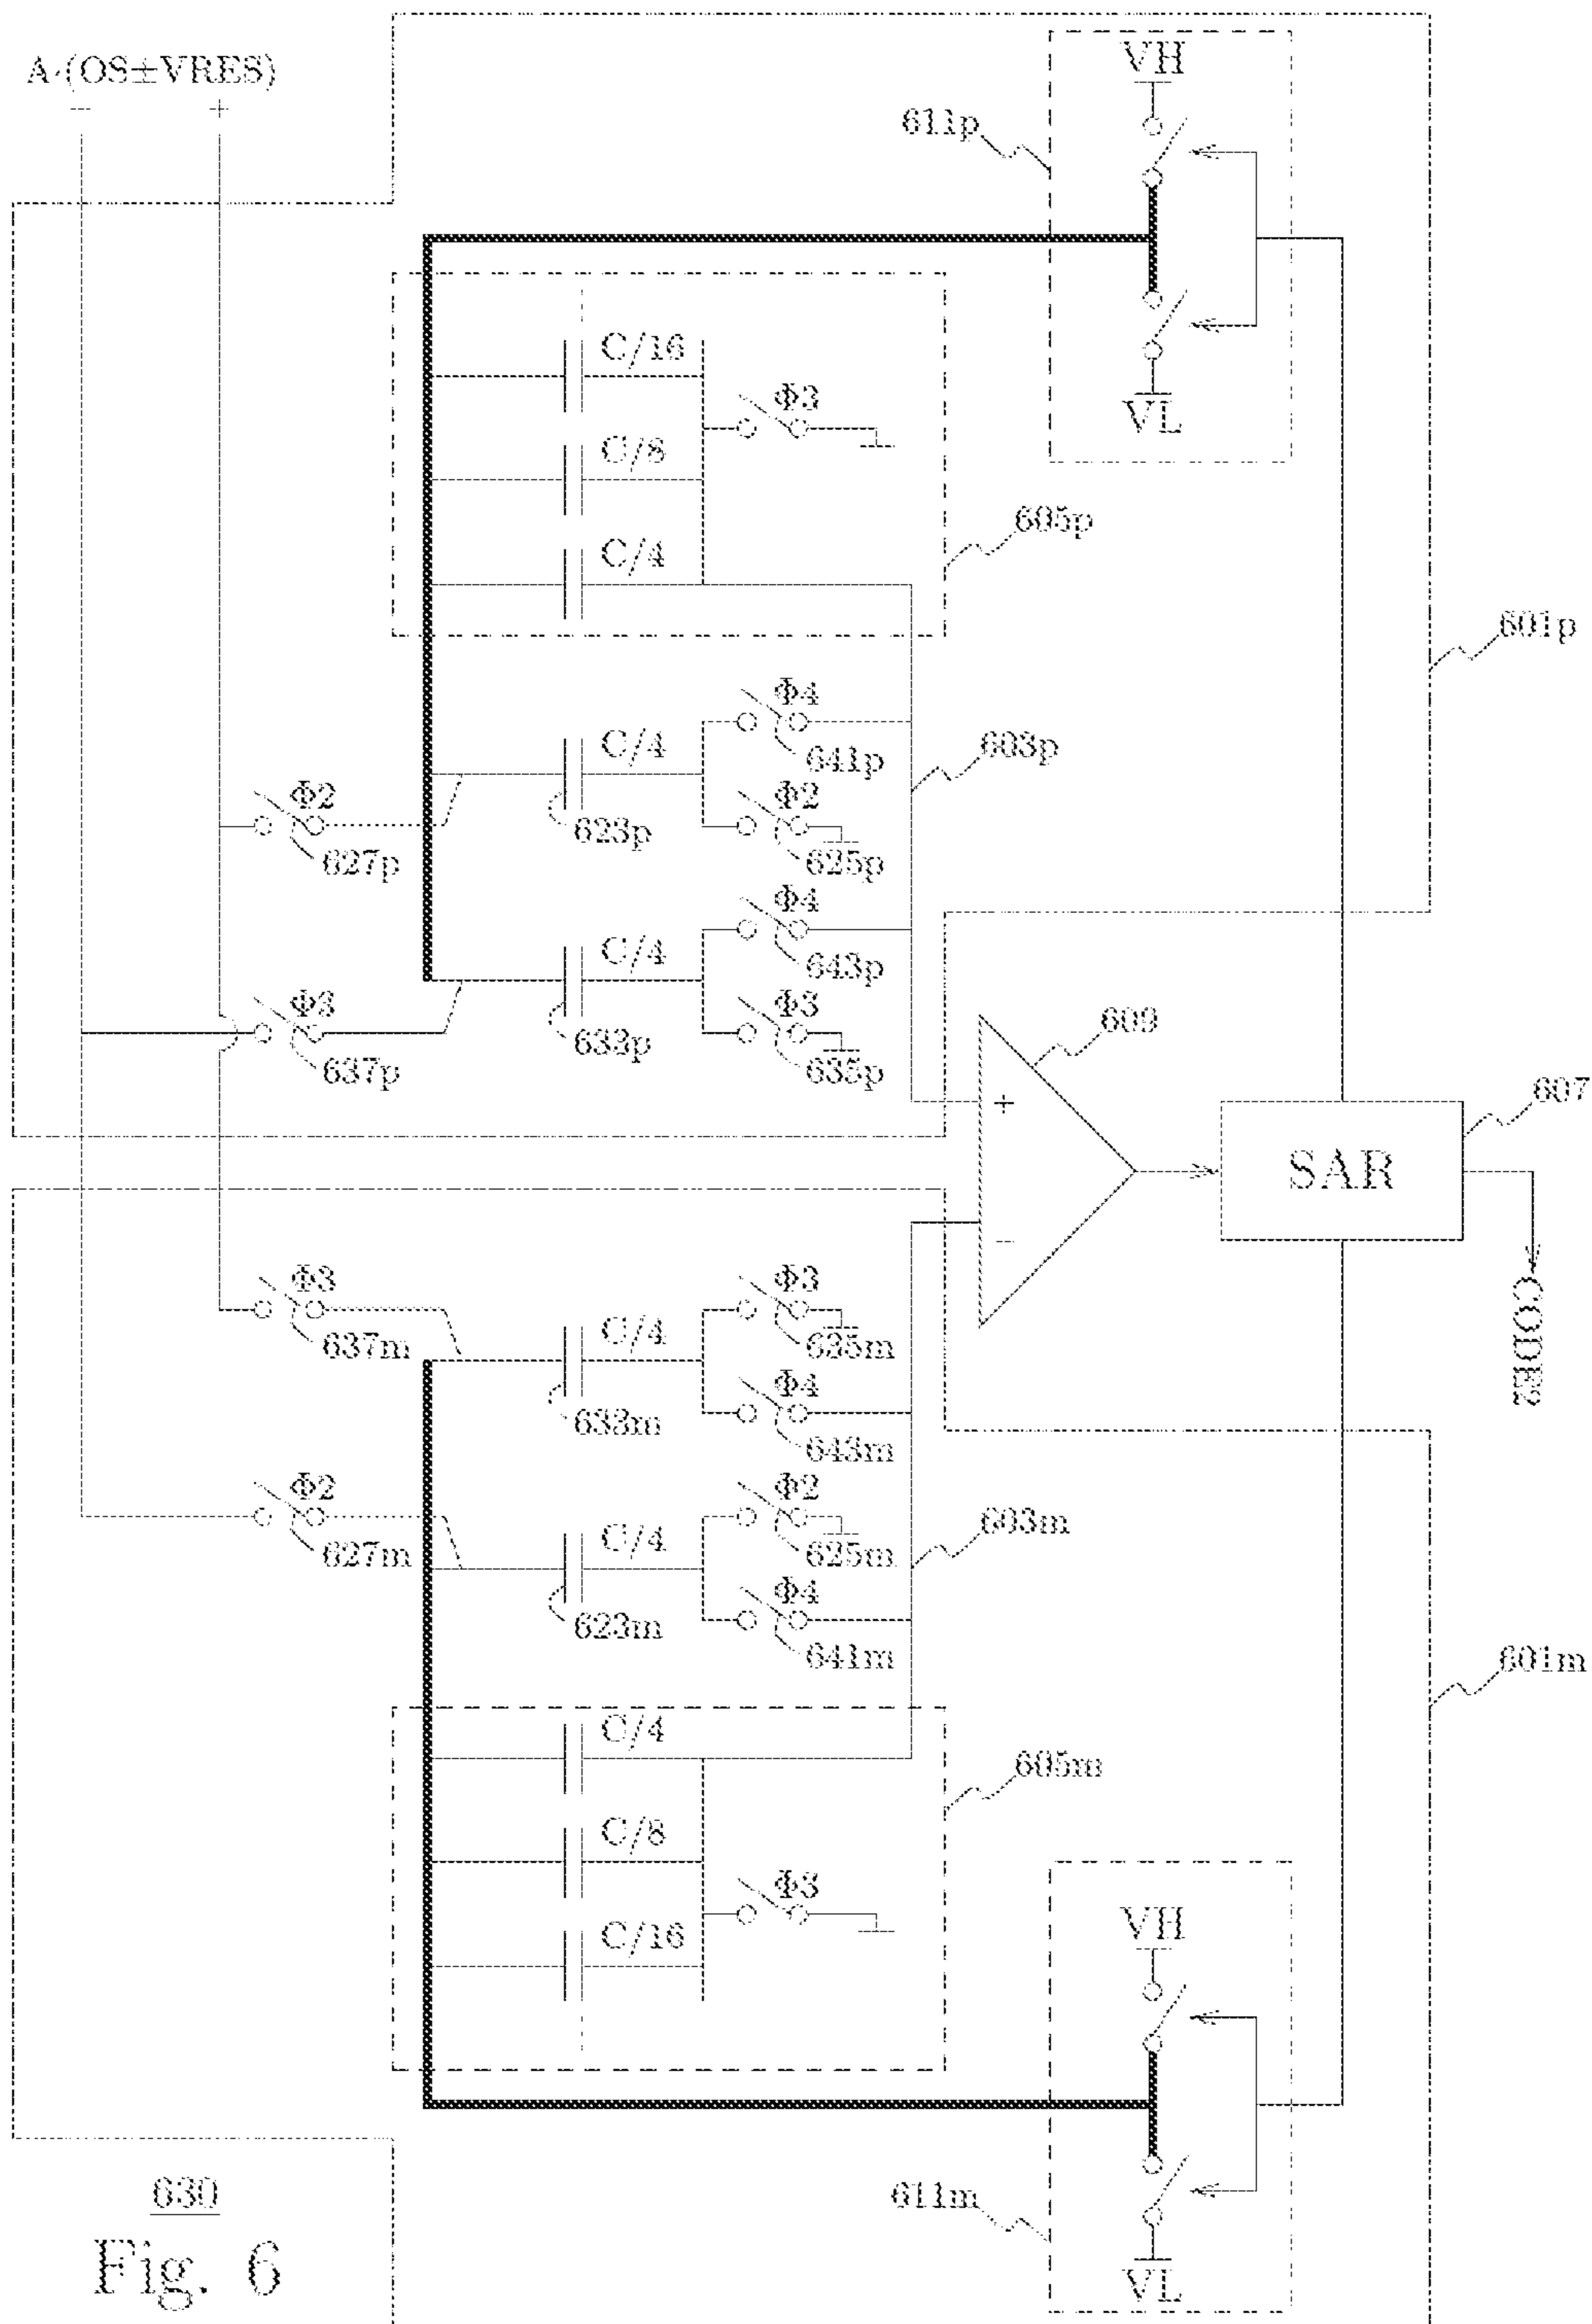 A·(OS±VRES)
− +
VH
611p
VL
C/16
Φ3
C/8
C/4
605p
601p
Φ4
641p
C/4
603p
Φ2
627p
623p
Φ2
625p
Φ4
643p
C/4
Φ3
637p
633p
Φ3
635p
609
+
607
SAR
−
CODE2
Φ3
637m
C/4
Φ3
635m
633m
Φ4
643m
Φ2
627m
Φ2
625m
603m
C/4
623m
Φ4
641m
601m
C/4
605m
C/8
Φ3
C/16
VH
611m
VL
630
Fig. 6